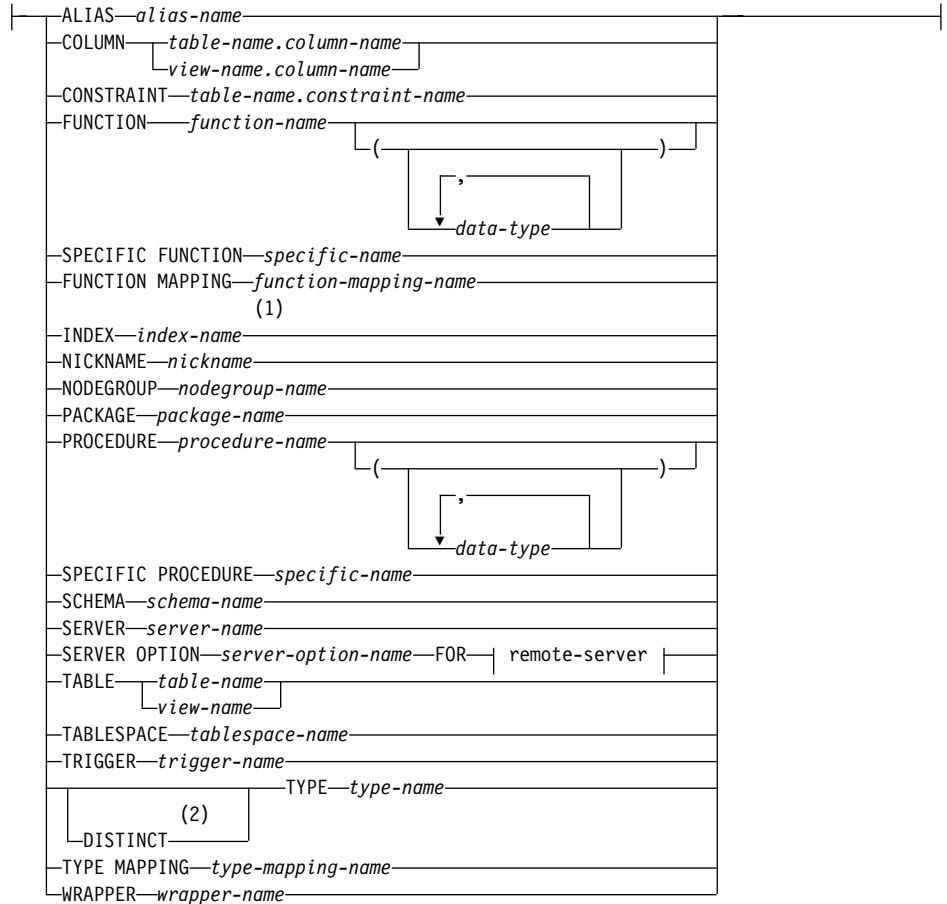 ALIAS alias-name
COLUMN table-name.column-name
view-name.column-name
CONSTRAINT table-name.constraint-name
FUNCTION function-name
( )
,
data-type
SPECIFIC FUNCTION specific-name
FUNCTION MAPPING function-mapping-name
(1)
INDEX index-name
NICKNAME nickname
NODEGROUP nodegroup-name
PACKAGE package-name
PROCEDURE procedure-name
( )
,
data-type
SPECIFIC PROCEDURE specific-name
SCHEMA schema-name
SERVER server-name
SERVER OPTION server-option-name FOR remote-server
TABLE table-name
view-name
TABLESPACE tablespace-name
TRIGGER trigger-name
TYPE type-name
(2)
DISTINCT
TYPE MAPPING type-mapping-name
WRAPPER wrapper-name